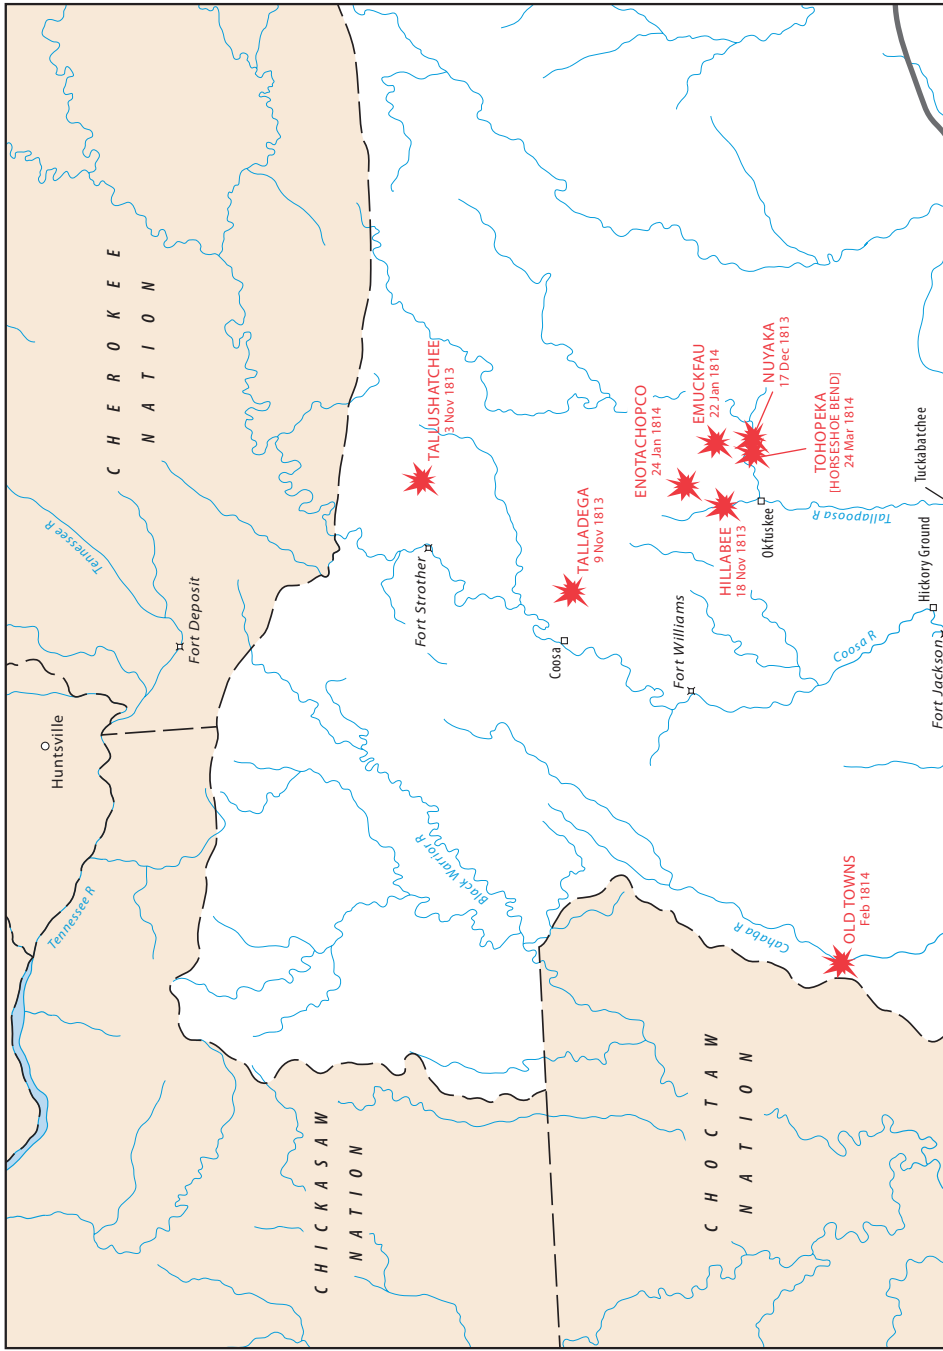 CHEROKEE
NATION
Tennessee R
Fort Deposit
Huntsville
Tennessee R
CHICKASAW
NATION
TALLUSHATCHEE
3 Nov 1813
Fort Strother
Black Warrior R
TALLADEGA
9 Nov 1813
Coosa
ENOTACHOPCO
24 Jan 1814
EMUCKFAU
22 Jan 1814
NUYAKA
17 Dec 1813
TOHOPEKA
[HORSESHOE BEND]
24 Mar 1814
HILLABEE
18 Nov 1813
Okfuskee
Tallapoosa R
Tuckabatchee
Fort Williams
Coosa R
Hickory Ground
Fort Jackson
Cahaba R
OLD TOWNS
Feb 1814
CHOCTAW
NATION